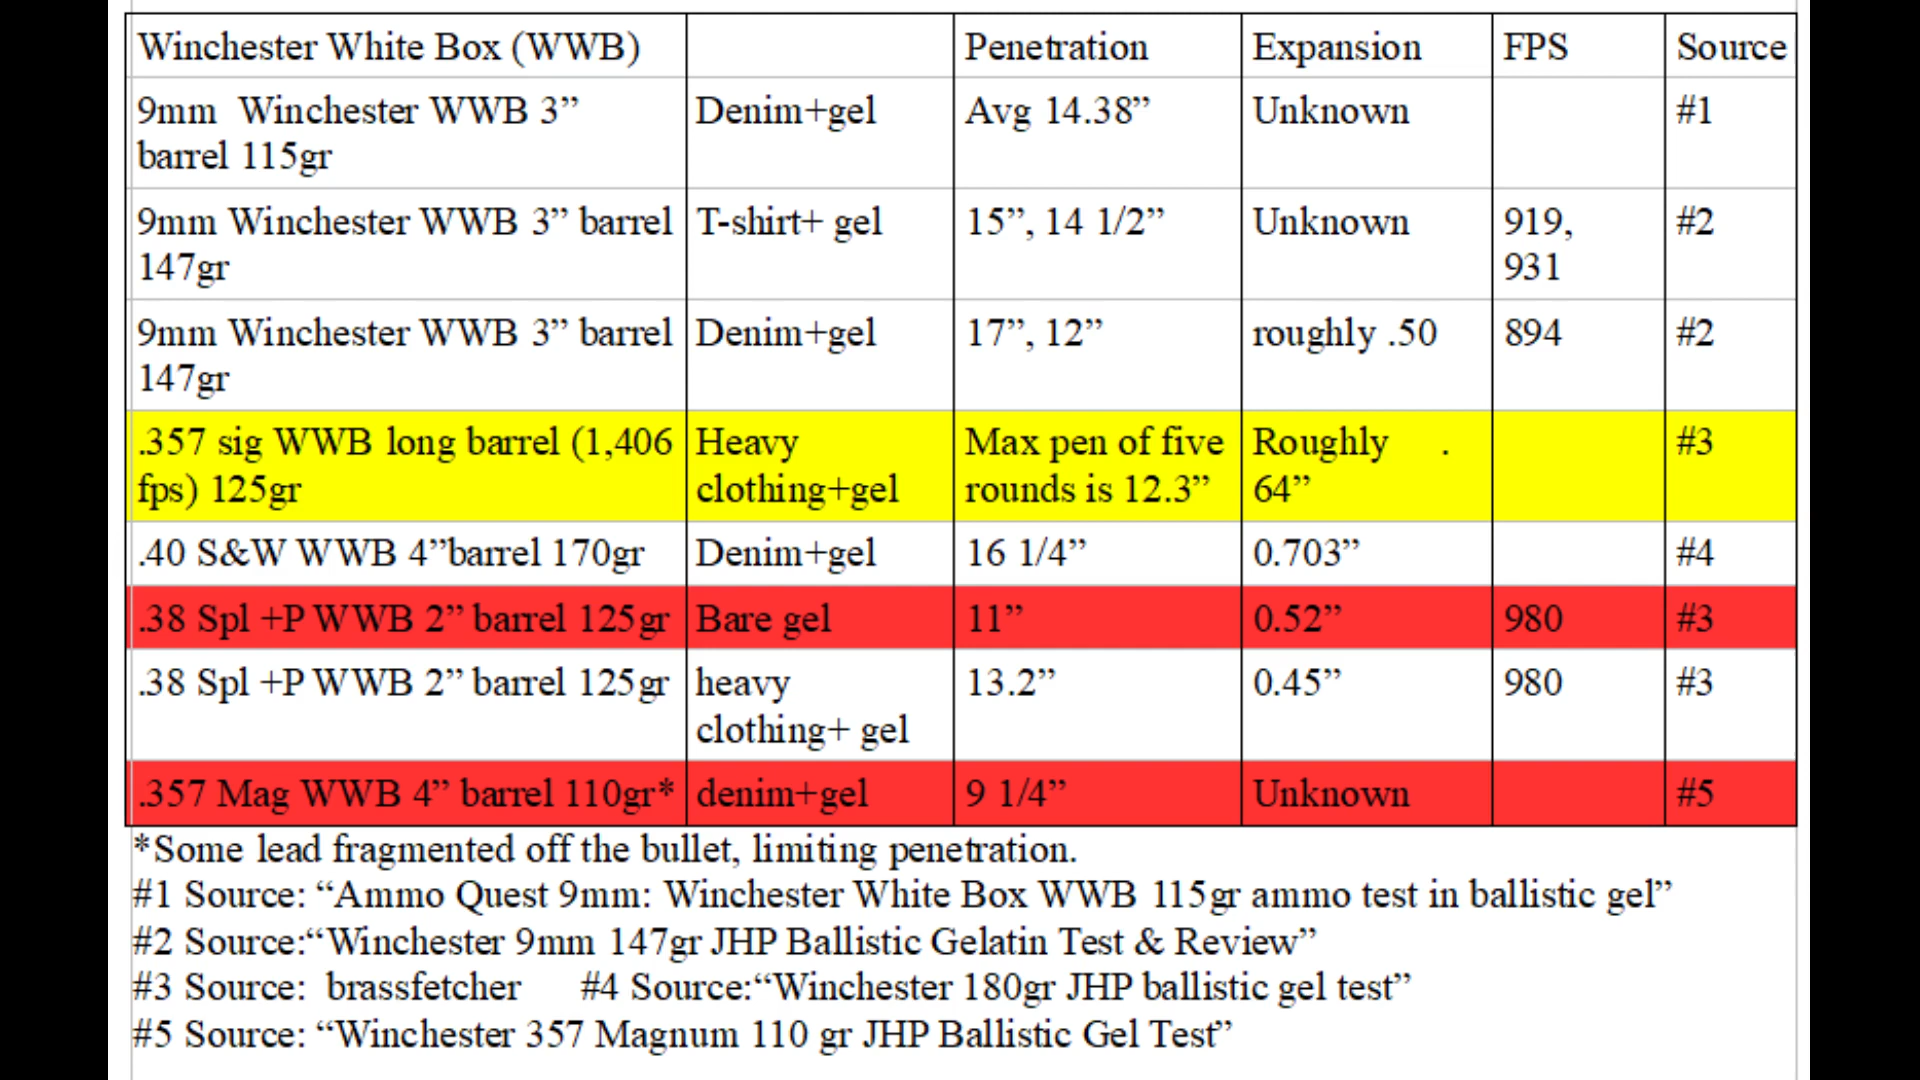 Winchester White Box (WWB) Penetration Expansion FPS Source
9mm  Winchester WWB 3” Denim+gel Avg 14.38” Unknown #1
barrel 115gr
9mm Winchester WWB 3” barrel T-shirt+ gel 15”, 14 1/2” Unknown 919, #2
147gr 931
9mm Winchester WWB 3” barrel Denim+gel 17”, 12” roughly .50 894 #2
147gr
.357 sig WWB long barrel (1,406 Heavy Max pen of five Roughly . #3
fps) 125gr clothing+gel rounds is 12.3” 64”
.40 S&W WWB 4”barrel 170gr Denim+gel 16 1/4” 0.703” #4
.38 Spl +P WWB 2” barrel 125gr Bare gel 11” 0.52” 980 #3
.38 Spl +P WWB 2” barrel 125gr heavy 13.2” 0.45” 980 #3
clothing+ gel
.357 Mag WWB 4” barrel 110gr* denim+gel 9 1/4” Unknown #5
*Some lead fragmented off the bullet, limiting penetration.
#1 Source: “Ammo Quest 9mm: Winchester White Box WWB 115gr ammo test in ballistic gel”
#2 Source:“Winchester 9mm 147gr JHP Ballistic Gelatin Test & Review”
#3 Source:  brassfetcher #4 Source:“Winchester 180gr JHP ballistic gel test”
#5 Source: “Winchester 357 Magnum 110 gr JHP Ballistic Gel Test”